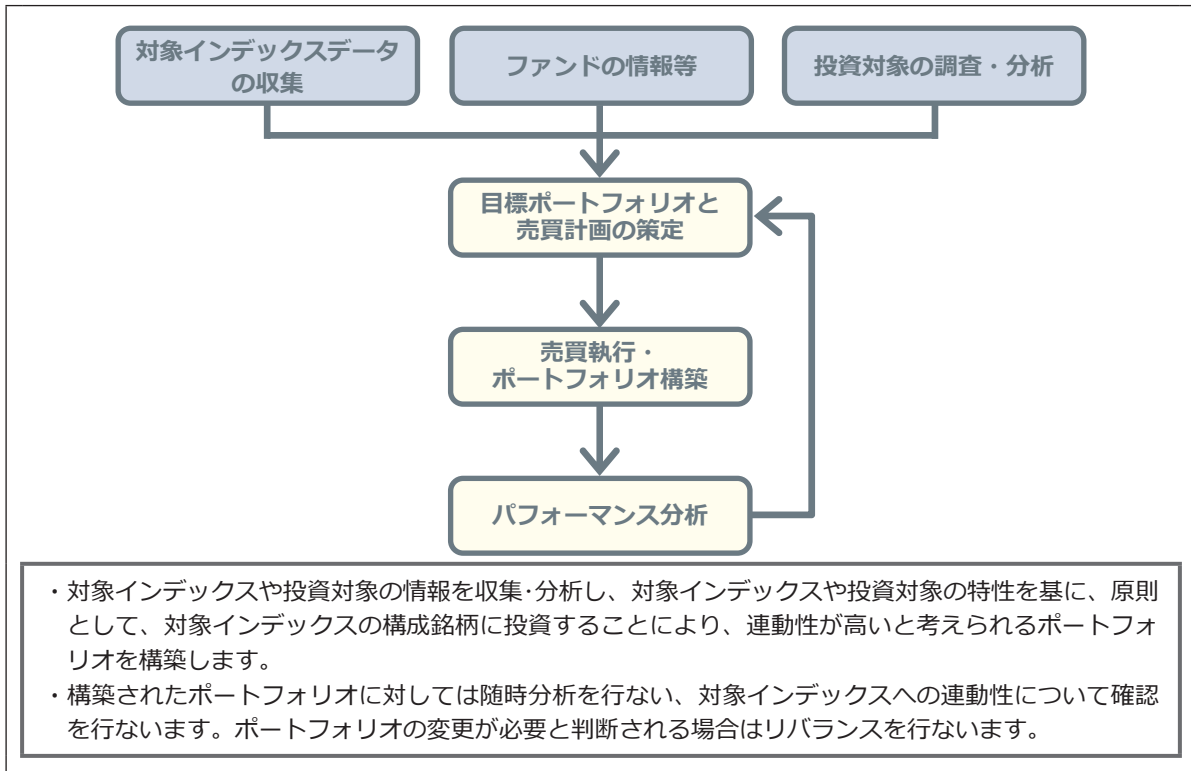 対象インデックスデータ
の収集
ファンドの情報等
投資対象の調査・分析
目標ポートフォリオと
売買計画の策定
売買執行・
ポートフォリオ構築
パフォーマンス分析
・対象インデックスや投資対象の情報を収集・分析し、対象インデックスや投資対象の特性を基に、原則
として、対象インデックスの構成銘柄に投資することにより、連動性が高いと考えられるポートフォ
リオを構築します。
・構築されたポートフォリオに対しては随時分析を行ない、対象インデックスへの連動性について確認
を行ないます。ポートフォリオの変更が必要と判断される場合はリバランスを行ないます。